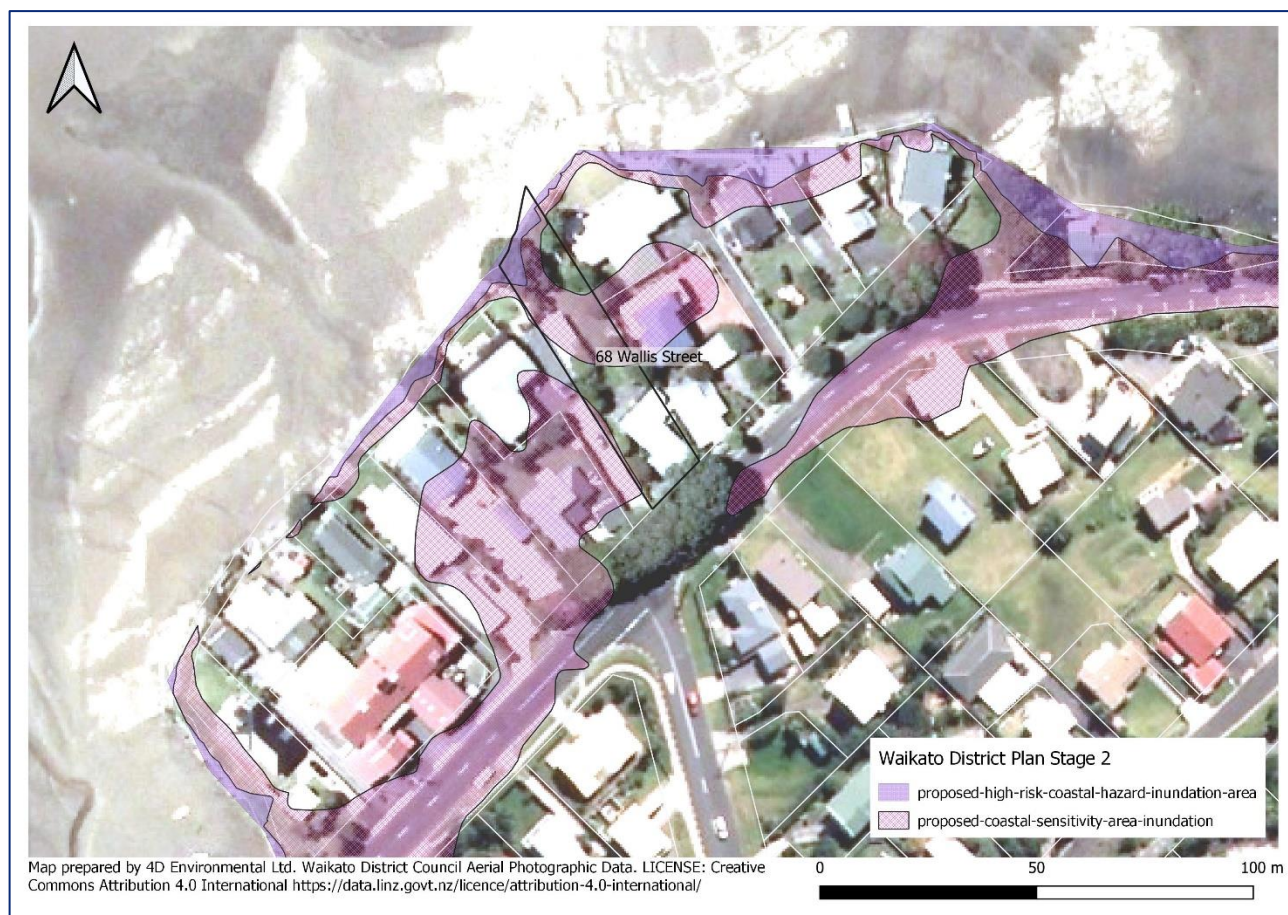 68 Wallis Street
Waikato District Plan Stage 2
proposed-high-risk-coastal-hazard-inundation-area
proposed-coastal-sensitivity-area-inundation
Map prepared by 4D Environmental Ltd. Waikato District Council Aerial Photographic Data. LICENSE: Creative
Commons Attribution 4.0 International https://data.linz.govt.nz/licence/attribution-4.0-international/
0 50 100 m